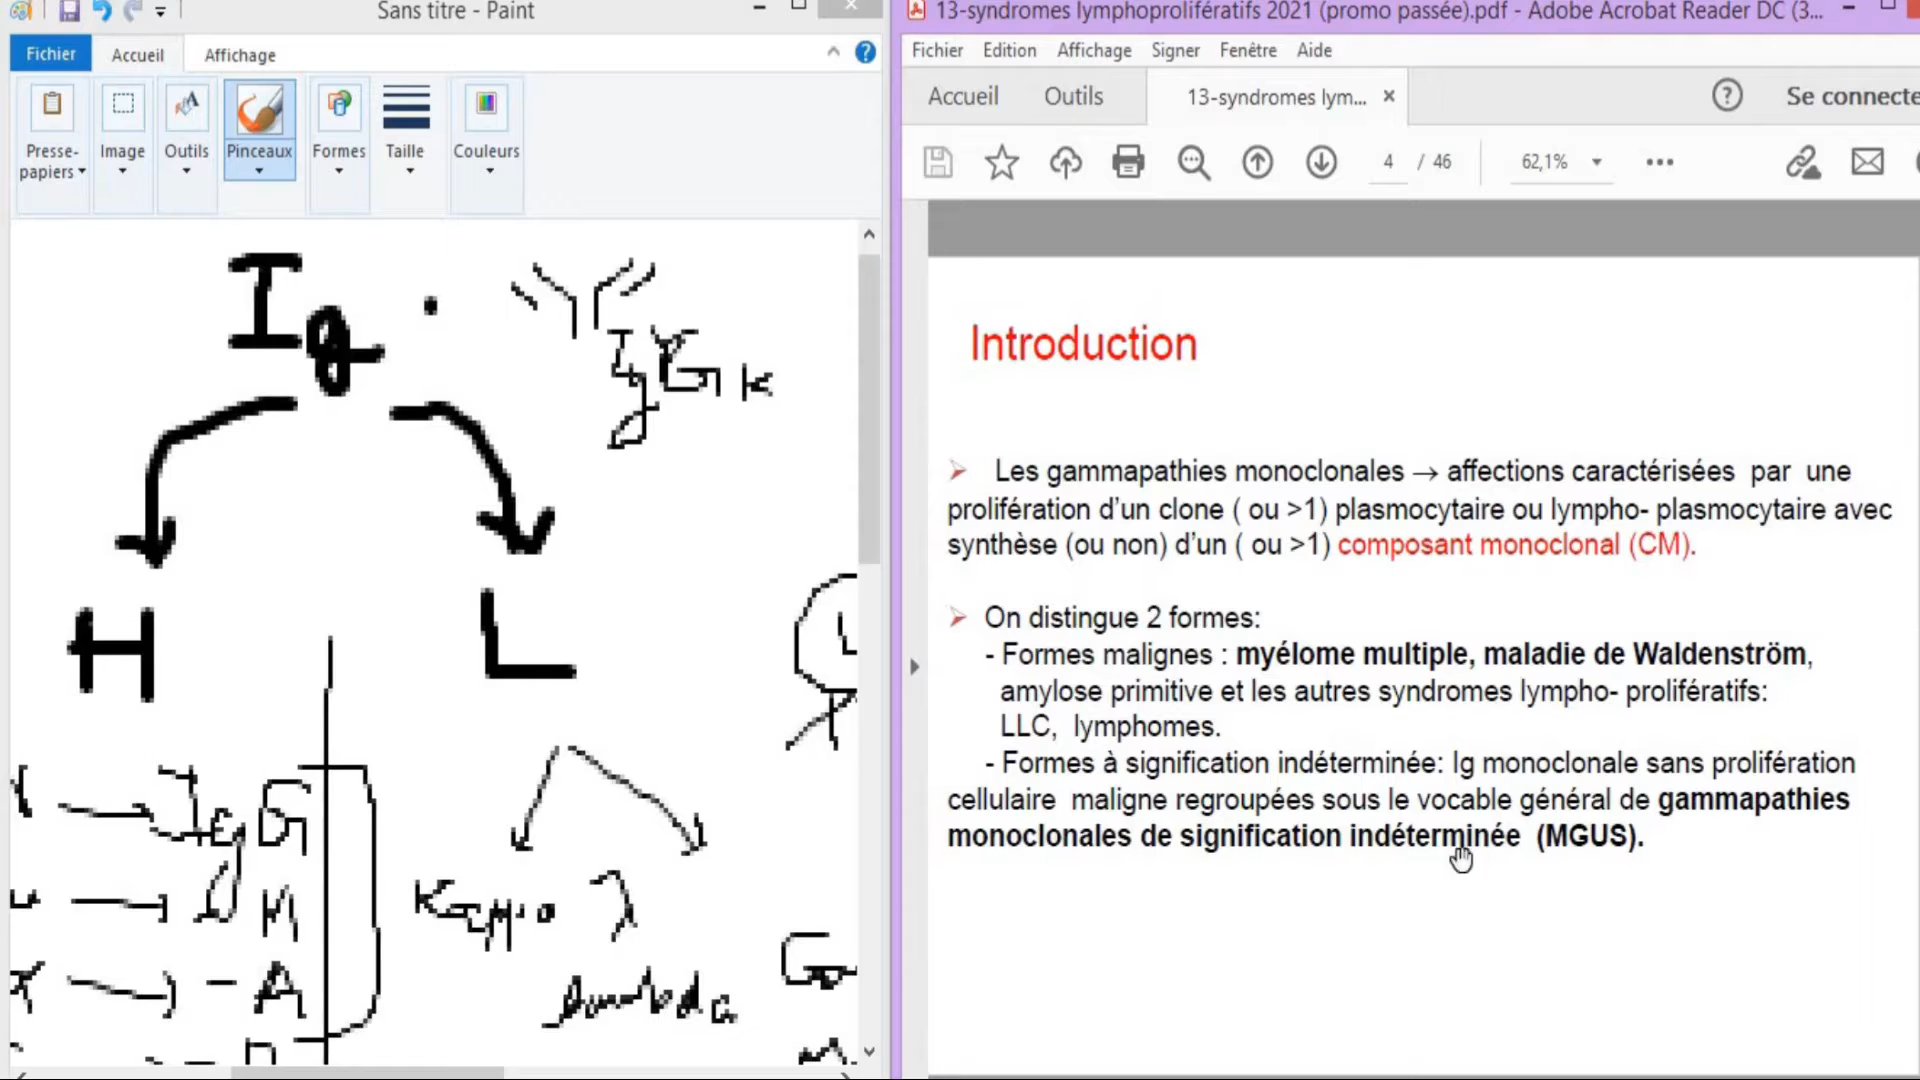 Sans titre - Paint
Fichier
Accueil
Affichage
Presse-
papiers
Image
Outils
Pinceaux
Formes
Taille
Couleurs
Ig
IgG K
H
L
IgG
M
A
D
Kappa
λ
lambda
13-syndromes lymphoprolifératifs 2021 (promo passée).pdf - Adobe Acrobat Reader DC (3...
Fichier Edition Affichage Signer Fenêtre Aide
Accueil
Outils
13-syndromes lym...
Se connecte
4 / 46
62,1%
Introduction
Les gammapathies monoclonales → affections caractérisées par une
prolifération d'un clone ( ou >1) plasmocytaire ou lympho- plasmocytaire avec
synthèse (ou non) d'un ( ou >1) composant monoclonal (CM).
On distingue 2 formes:
- Formes malignes : myélome multiple, maladie de Waldenström,
amylose primitive et les autres syndromes lympho- prolifératifs:
LLC, lymphomes.
- Formes à signification indéterminée: Ig monoclonale sans prolifération
cellulaire maligne regroupées sous le vocable général de gammapathies
monoclonales de signification indéterminée (MGUS).